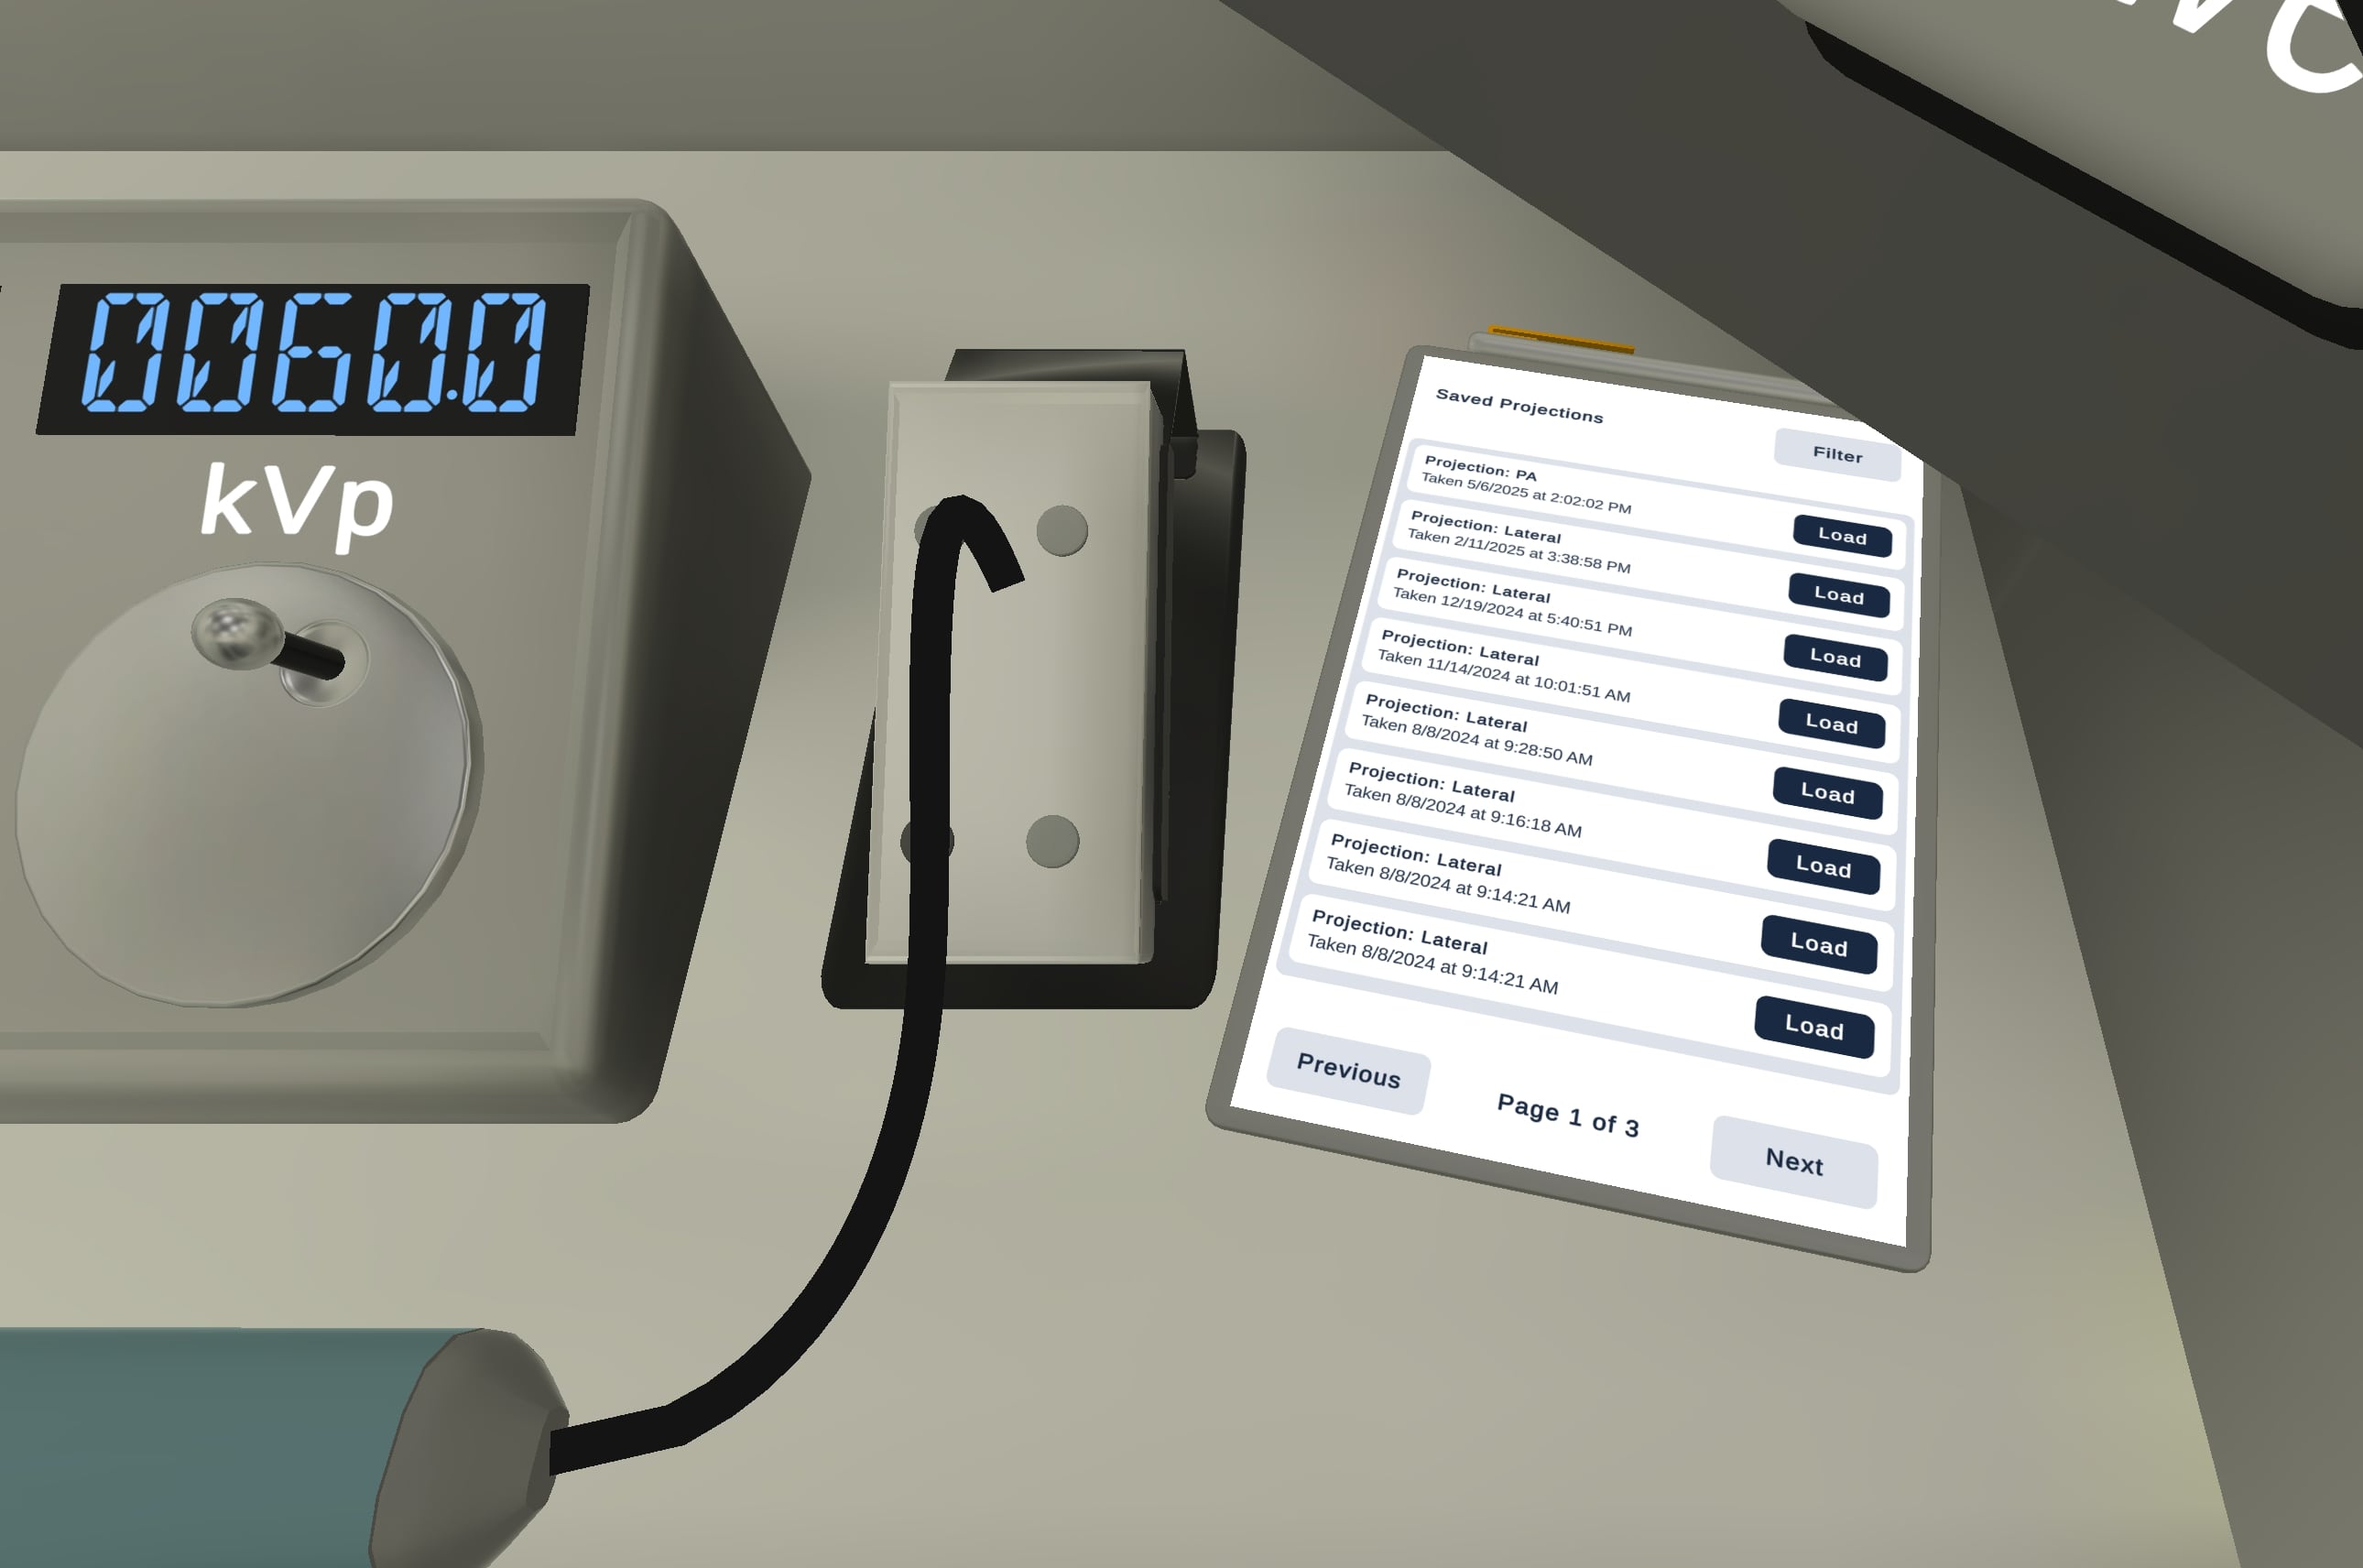 0060.0
kVp
Saved Projections
Filter
Projection: PA
Taken 5/6/2025 at 2:02:02 PM
Load
Projection: Lateral
Taken 2/11/2025 at 3:38:58 PM
Load
Projection: Lateral
Taken 12/19/2024 at 5:40:51 PM
Load
Projection: Lateral
Taken 11/14/2024 at 10:01:51 AM
Load
Projection: Lateral
Taken 8/8/2024 at 9:28:50 AM
Load
Projection: Lateral
Taken 8/8/2024 at 9:16:18 AM
Load
Projection: Lateral
Taken 8/8/2024 at 9:14:21 AM
Load
Projection: Lateral
Taken 8/8/2024 at 9:14:21 AM
Load
Previous
Page 1 of 3
Next